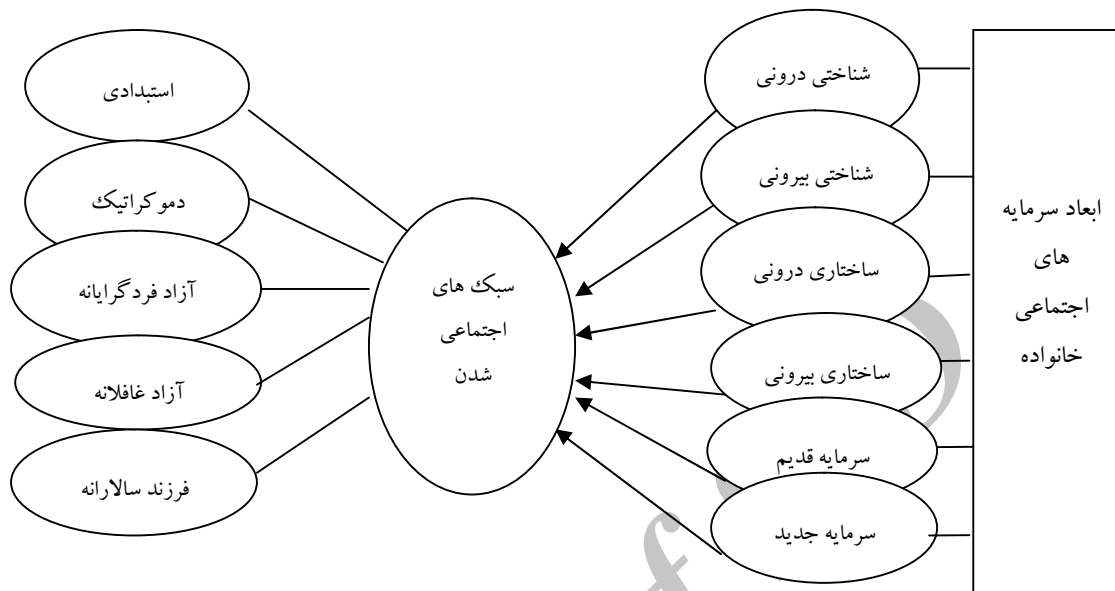 ابعاد سرمایه
های
اجتماعی
خانواده
شناختی درونی
شناختی بیرونی
ساختاری درونی
ساختاری بیرونی
سرمایه قدیم
سرمایه جدید
سبک های
اجتماعی
شدن
استبدادی
دموکراتیک
آزاد فردگرایانه
آزاد غافلانه
فرزند سالارانه